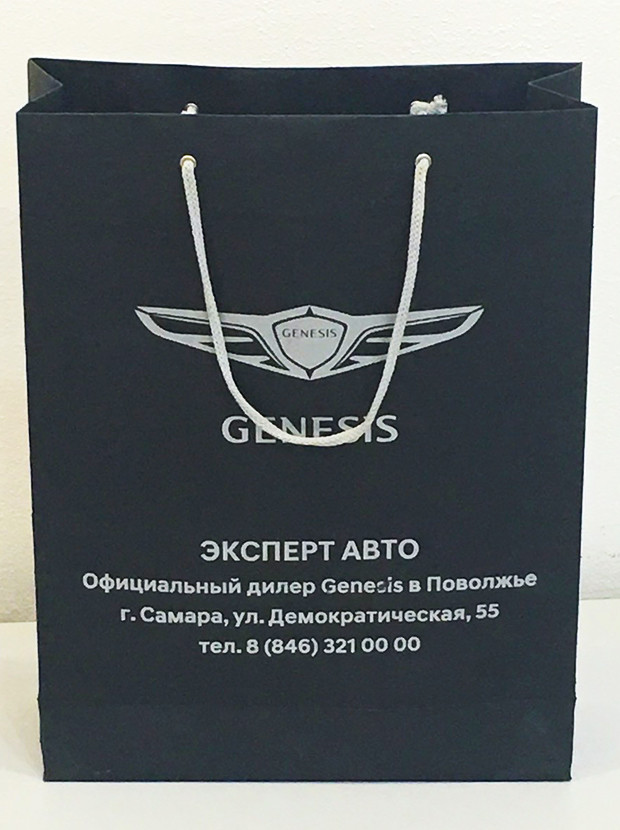 GENESIS
GENESIS
ЭКСПЕРТ АВТО
Официальный дилер Genesis в Поволжье
г. Самара, ул. Демократическая, 55
тел. 8 (846) 321 00 00